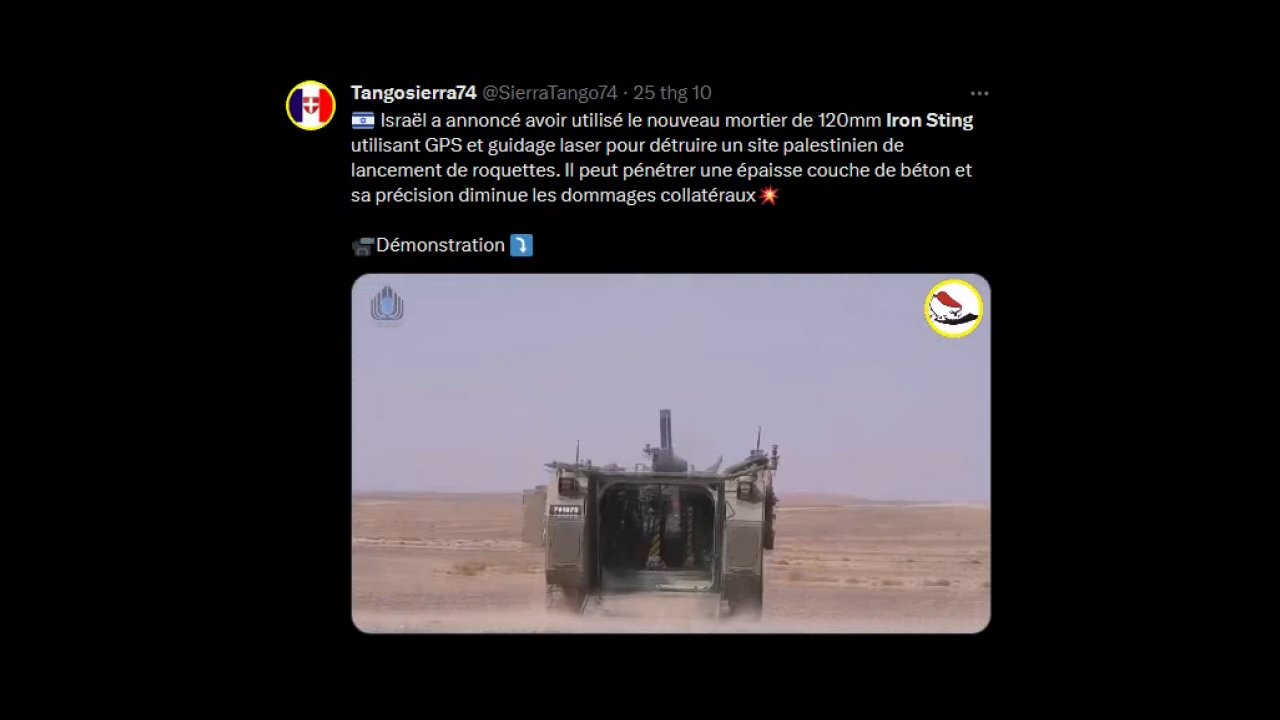 Tangosierra74 @SierraTango74 · 25 thg 10
🇮🇱 Israël a annoncé avoir utilisé le nouveau mortier de 120mm Iron Sting
utilisant GPS et guidage laser pour détruire un site palestinien de
lancement de roquettes. Il peut pénétrer une épaisse couche de béton et
sa précision diminue les dommages collatéraux💥
📹Démonstration ⤵️